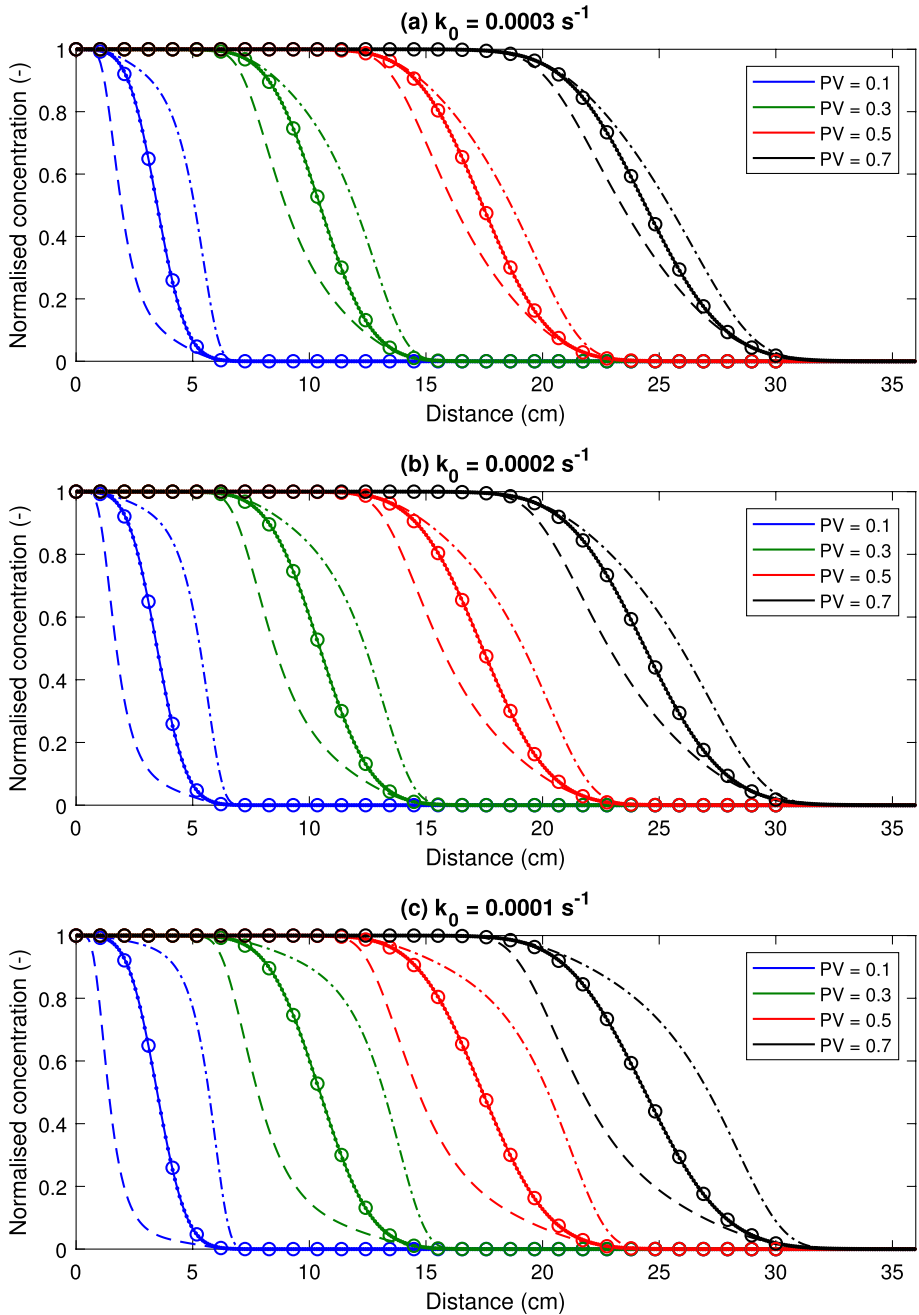 (a) k0 = 0.0003 s-1
Normalised concentration (-)
1
0.8
0.6
0.4
0.2
0
PV = 0.1
PV = 0.3
PV = 0.5
PV = 0.7
0 5 10 15 20 25 30 35
Distance (cm)
(b) k0 = 0.0002 s-1
Normalised concentration (-)
1
0.8
0.6
0.4
0.2
0
PV = 0.1
PV = 0.3
PV = 0.5
PV = 0.7
0 5 10 15 20 25 30 35
Distance (cm)
(c) k0 = 0.0001 s-1
Normalised concentration (-)
1
0.8
0.6
0.4
0.2
0
PV = 0.1
PV = 0.3
PV = 0.5
PV = 0.7
0 5 10 15 20 25 30 35
Distance (cm)